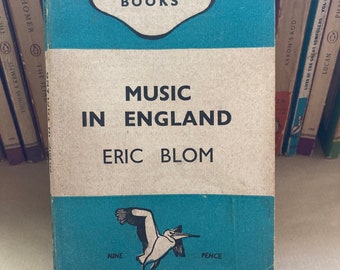 BOOKS
MUSIC
IN ENGLAND
ERIC BLOM
NINE PENCE